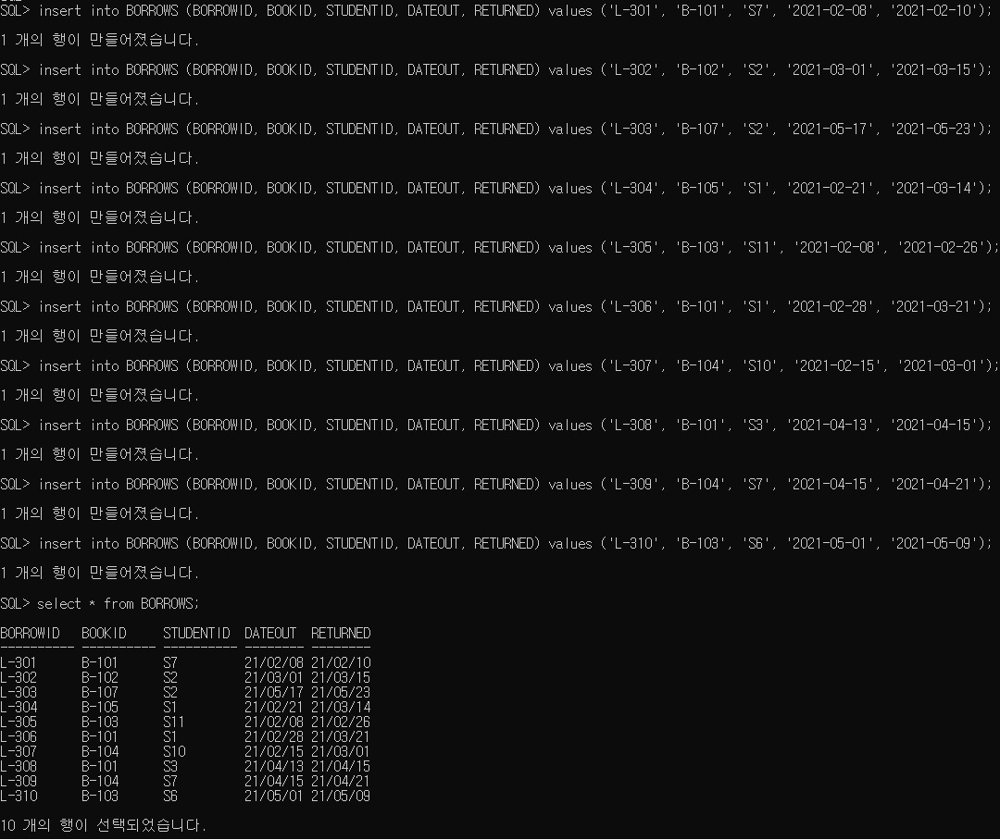 SQL> insert into BORROWS (BORROWID, BOOKID, STUDENTID, DATEOUT, RETURNED) values ('L-301', 'B-101', 'S7', '2021-02-08', '2021-02-10');
1 개의 행이 만들어졌습니다.
SQL> insert into BORROWS (BORROWID, BOOKID, STUDENTID, DATEOUT, RETURNED) values ('L-302', 'B-102', 'S2', '2021-03-01', '2021-03-15');
1 개의 행이 만들어졌습니다.
SQL> insert into BORROWS (BORROWID, BOOKID, STUDENTID, DATEOUT, RETURNED) values ('L-303', 'B-107', 'S2', '2021-05-17', '2021-05-23');
1 개의 행이 만들어졌습니다.
SQL> insert into BORROWS (BORROWID, BOOKID, STUDENTID, DATEOUT, RETURNED) values ('L-304', 'B-105', 'S1', '2021-02-21', '2021-03-14');
1 개의 행이 만들어졌습니다.
SQL> insert into BORROWS (BORROWID, BOOKID, STUDENTID, DATEOUT, RETURNED) values ('L-305', 'B-103', 'S11', '2021-02-08', '2021-02-26');
1 개의 행이 만들어졌습니다.
SQL> insert into BORROWS (BORROWID, BOOKID, STUDENTID, DATEOUT, RETURNED) values ('L-306', 'B-101', 'S1', '2021-02-28', '2021-03-21');
1 개의 행이 만들어졌습니다.
SQL> insert into BORROWS (BORROWID, BOOKID, STUDENTID, DATEOUT, RETURNED) values ('L-307', 'B-104', 'S10', '2021-02-15', '2021-03-01');
1 개의 행이 만들어졌습니다.
SQL> insert into BORROWS (BORROWID, BOOKID, STUDENTID, DATEOUT, RETURNED) values ('L-308', 'B-101', 'S3', '2021-04-13', '2021-04-15');
1 개의 행이 만들어졌습니다.
SQL> insert into BORROWS (BORROWID, BOOKID, STUDENTID, DATEOUT, RETURNED) values ('L-309', 'B-104', 'S7', '2021-04-15', '2021-04-21');
1 개의 행이 만들어졌습니다.
SQL> insert into BORROWS (BORROWID, BOOKID, STUDENTID, DATEOUT, RETURNED) values ('L-310', 'B-103', 'S6', '2021-05-01', '2021-05-09');
1 개의 행이 만들어졌습니다.
SQL> select * from BORROWS;
BORROWID   BOOKID     STUDENTID  DATEOUT  RETURNED
---------- ---------- ---------- -------- --------
L-301      B-101      S7         21/02/08 21/02/10
L-302      B-102      S2         21/03/01 21/03/15
L-303      B-107      S2         21/05/17 21/05/23
L-304      B-105      S1         21/02/21 21/03/14
L-305      B-103      S11        21/02/08 21/02/26
L-306      B-101      S1         21/02/28 21/03/21
L-307      B-104      S10        21/02/15 21/03/01
L-308      B-101      S3         21/04/13 21/04/15
L-309      B-104      S7         21/04/15 21/04/21
L-310      B-103      S6         21/05/01 21/05/09
10 개의 행이 선택되었습니다.